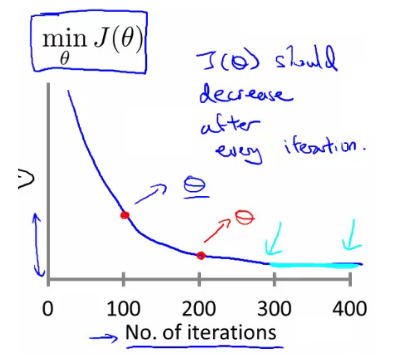 min J(θ)
θ
J(θ) should
decrease
after
every iteration.
θ
θ
0 100 200 300 400
No. of iterations